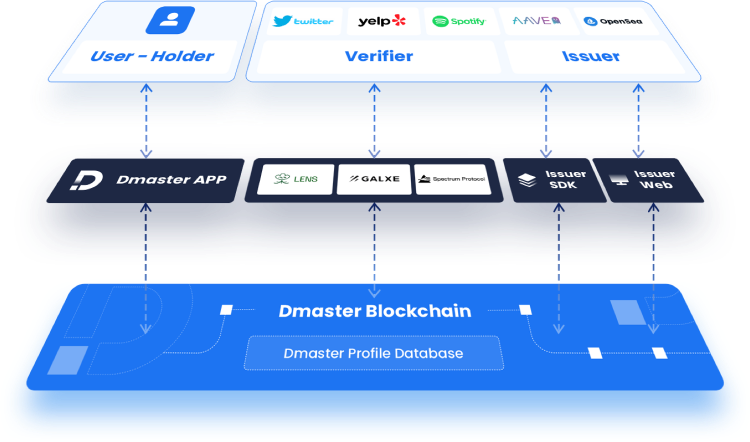 twitter
yelp
Spotify
AAVE
OpenSea
User - Holder
Verifier
Issuer
Dmaster APP
LENS
GALXE
Spectrum Protocol
Issuer
SDK
Issuer
Web
Dmaster Blockchain
Dmaster Profile Database